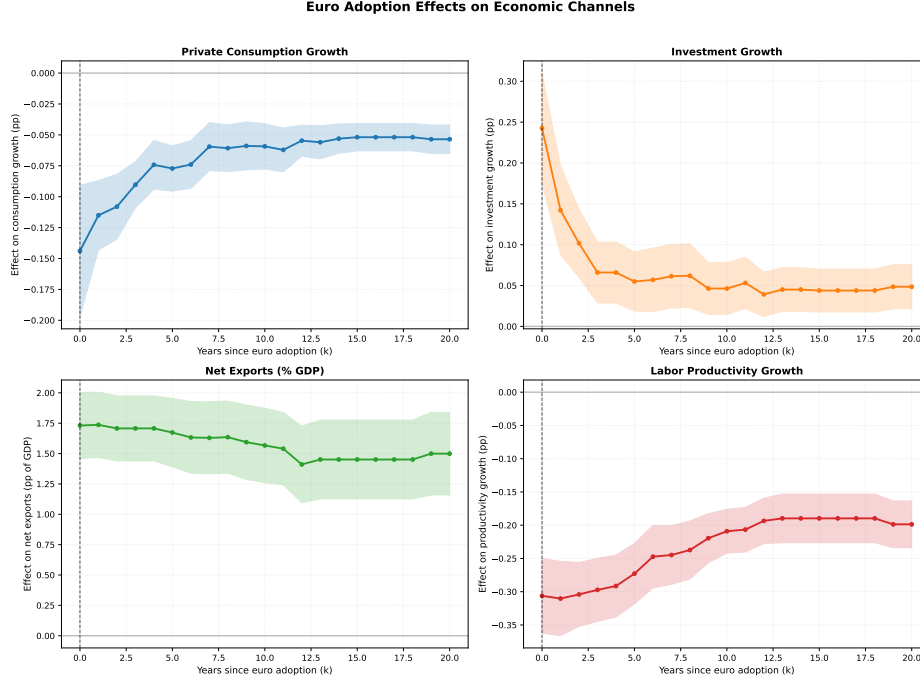 Euro Adoption Effects on Economic Channels
Private Consumption Growth
Effect on consumption growth (pp)
0.000
−0.025
−0.050
−0.075
−0.100
−0.125
−0.150
−0.175
−0.200
0.0 2.5 5.0 7.5 10.0 12.5 15.0 17.5 20.0
Years since euro adoption (k)
Investment Growth
Effect on investment growth (pp)
0.30
0.25
0.20
0.15
0.10
0.05
0.00
0.0 2.5 5.0 7.5 10.0 12.5 15.0 17.5 20.0
Years since euro adoption (k)
Net Exports (% GDP)
Effect on net exports (pp of GDP)
2.00
1.75
1.50
1.25
1.00
0.75
0.50
0.25
0.00
0.0 2.5 5.0 7.5 10.0 12.5 15.0 17.5 20.0
Years since euro adoption (k)
Labor Productivity Growth
Effect on productivity growth (pp)
0.00
−0.05
−0.10
−0.15
−0.20
−0.25
−0.30
−0.35
0.0 2.5 5.0 7.5 10.0 12.5 15.0 17.5 20.0
Years since euro adoption (k)